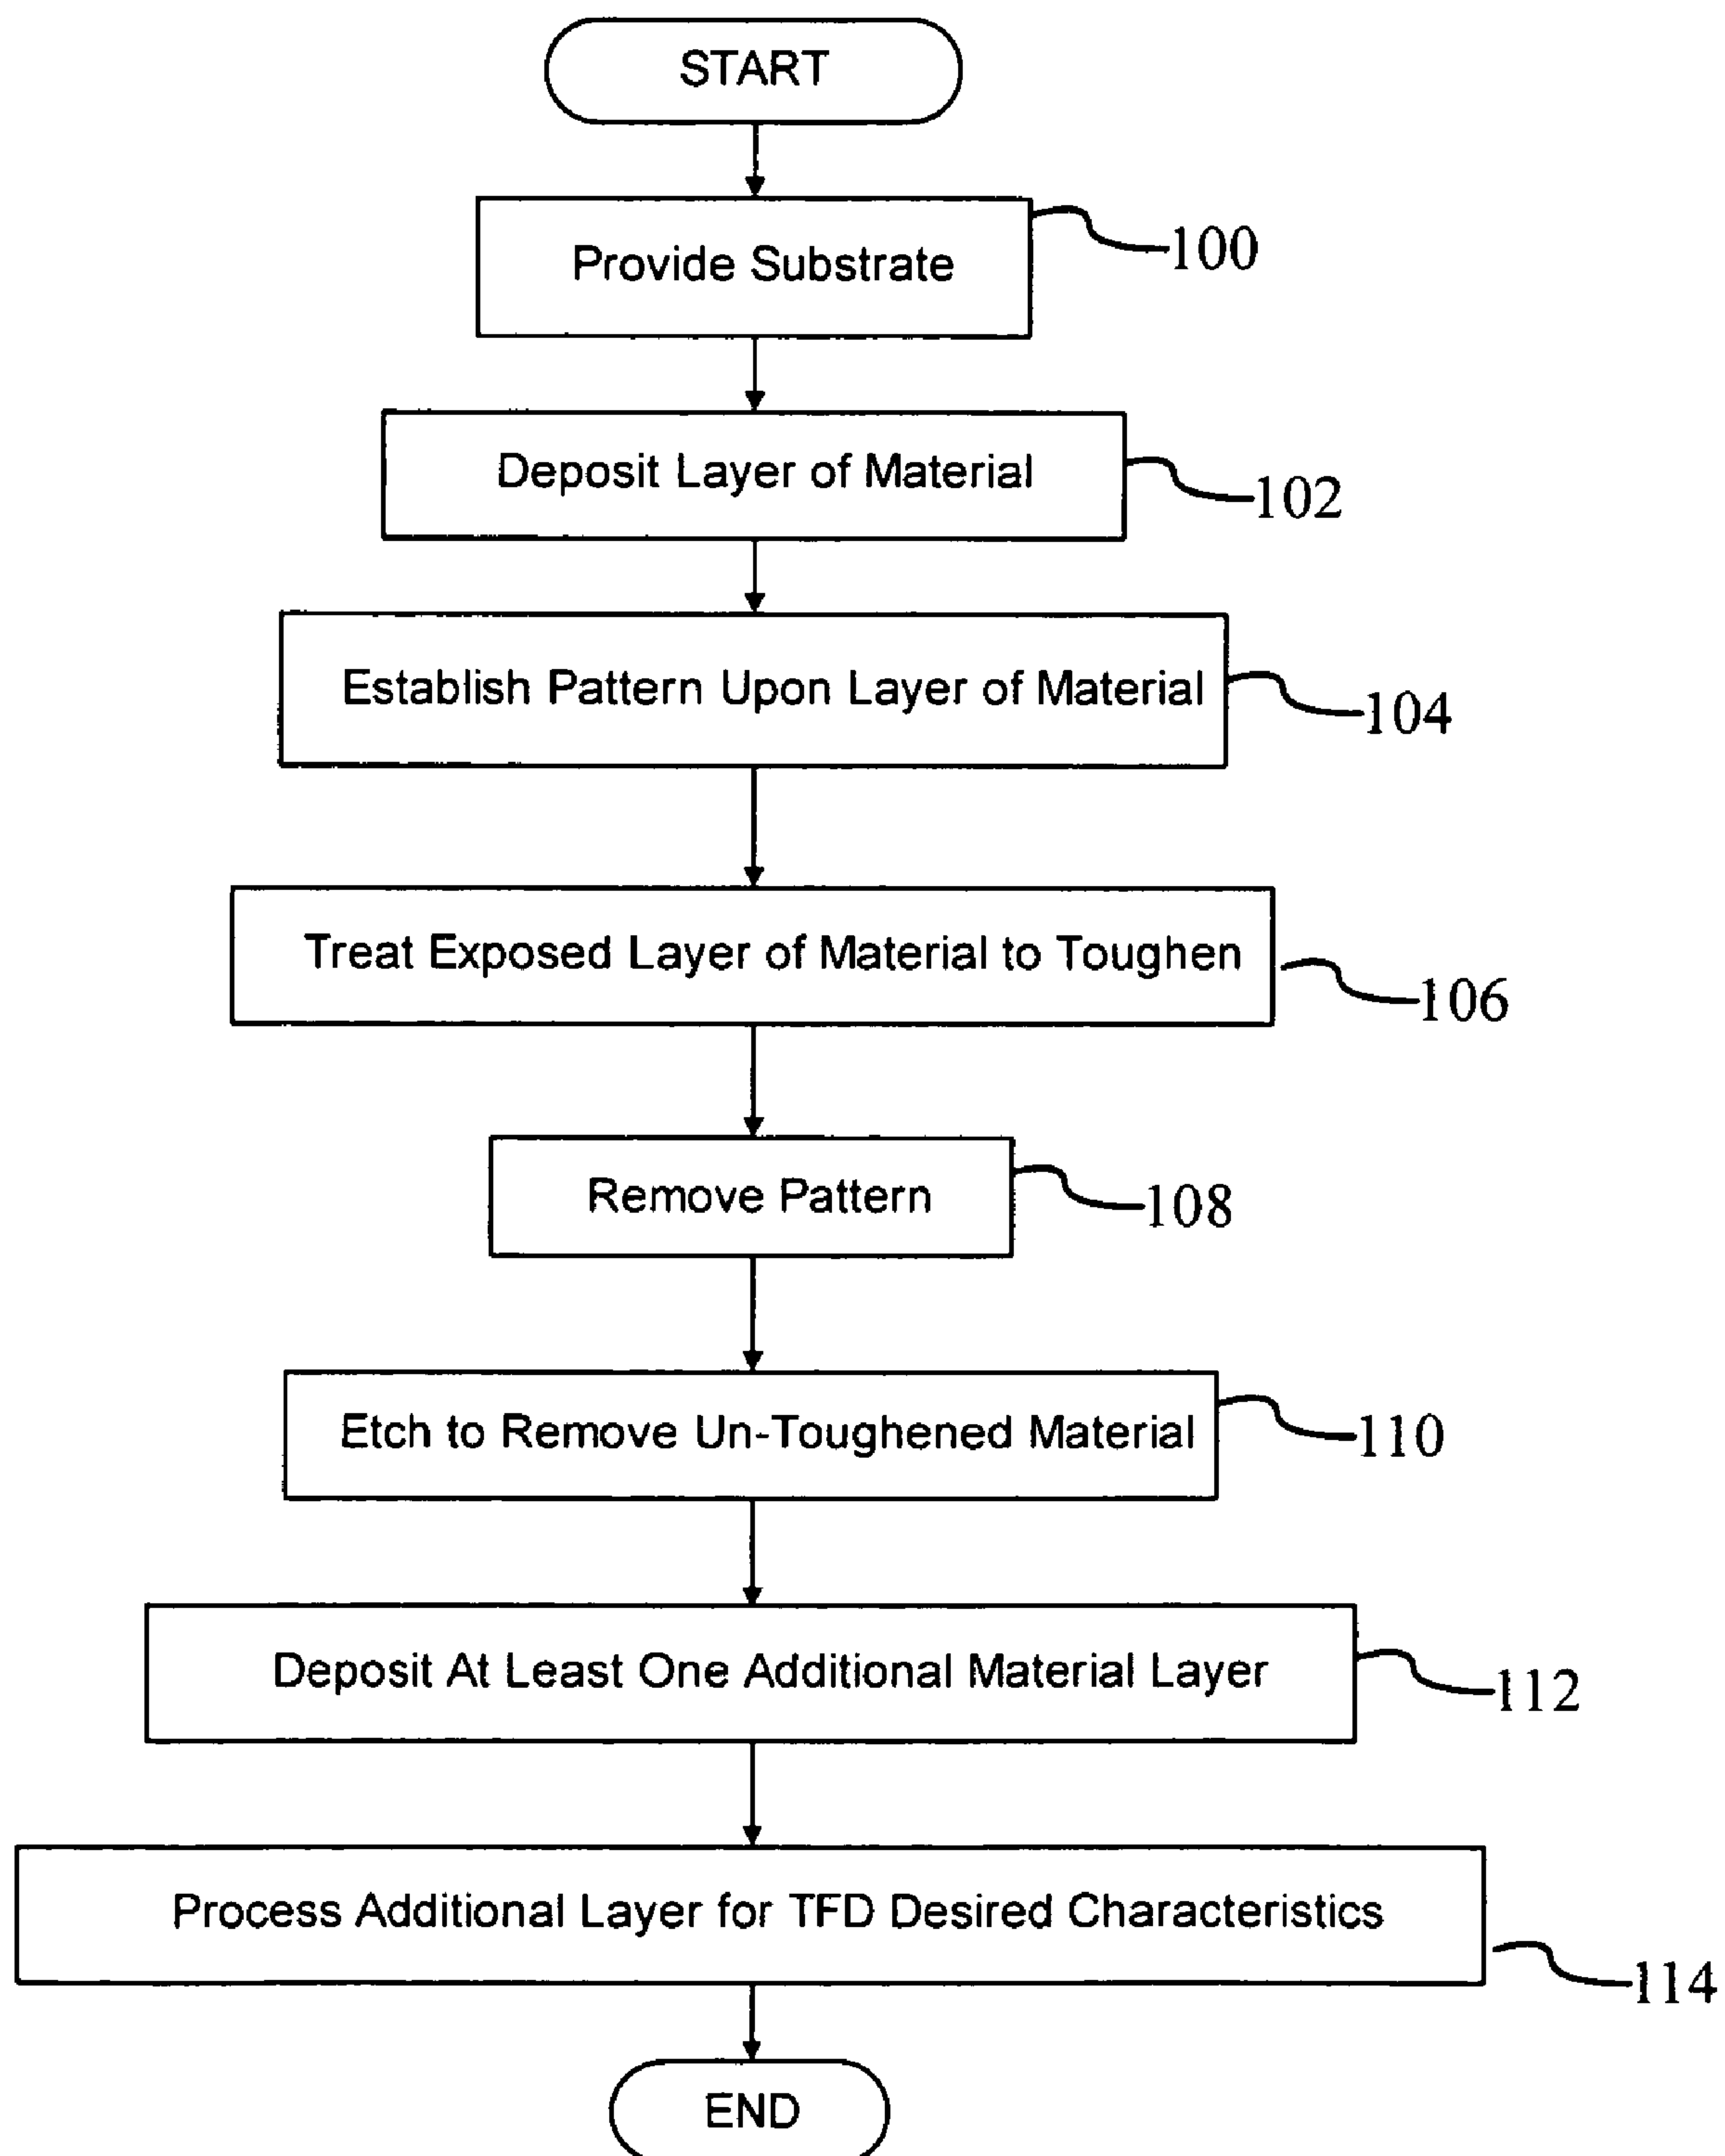 START
Provide Substrate
100
Deposit Layer of Material
102
Establish Pattern Upon Layer of Material
104
Treat Exposed Layer of Material to Toughen
106
Remove Pattern
108
Etch to Remove Un-Toughened Material
110
Deposit At Least One Additional Material Layer
112
Process Additional Layer for TFD Desired Characteristics
114
END